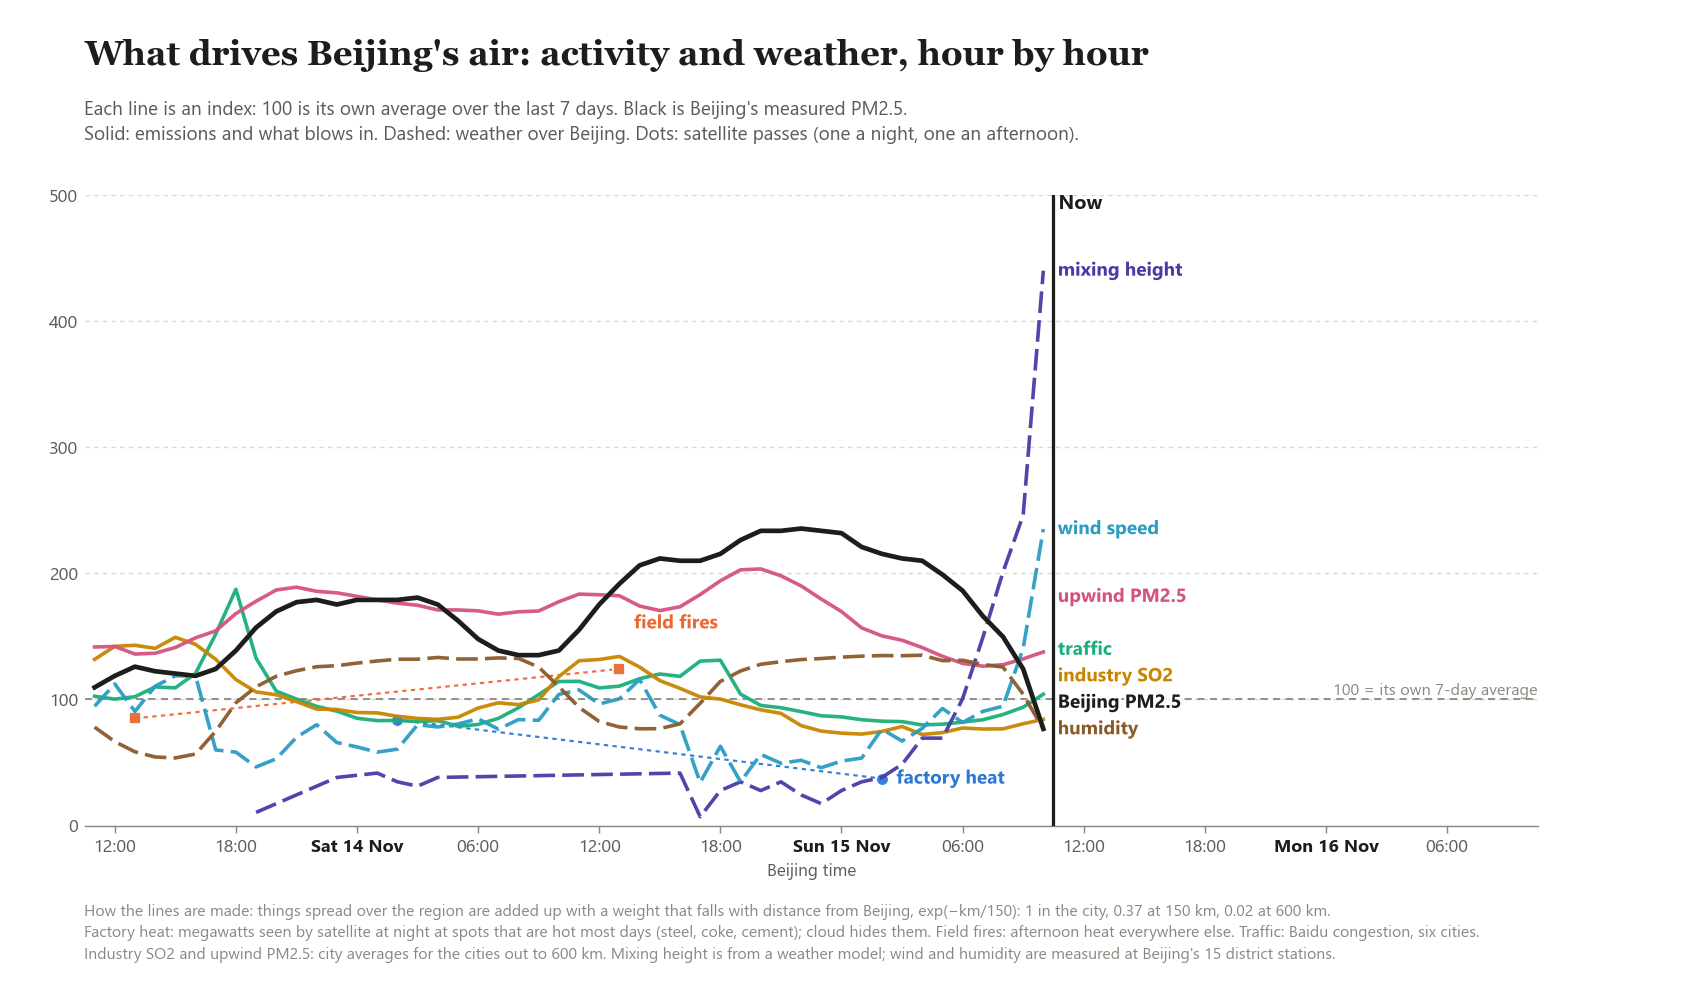 What drives Beijing's air: activity and weather, hour by hour
Each line is an index: 100 is its own average over the last 7 days. Black is Beijing's measured PM2.5.
Solid: emissions and what blows in. Dashed: weather over Beijing. Dots: satellite passes (one a night, one an afternoon).
500
Now
mixing height
400
300
wind speed
200
upwind PM2.5
field fires
traffic
industry SO2
100 = its own 7-day average
100
Beijing PM2.5
humidity
factory heat
0
12:00 18:00 Sat 14 Nov 06:00 12:00 18:00 Sun 15 Nov 06:00 12:00 18:00 Mon 16 Nov 06:00
Beijing time
How the lines are made: things spread over the region are added up with a weight that falls with distance from Beijing, exp(−km/150): 1 in the city, 0.37 at 150 km, 0.02 at 600 km.
Factory heat: megawatts seen by satellite at night at spots that are hot most days (steel, coke, cement); cloud hides them. Field fires: afternoon heat everywhere else. Traffic: Baidu congestion, six cities.
Industry SO2 and upwind PM2.5: city averages for the cities out to 600 km. Mixing height is from a weather model; wind and humidity are measured at Beijing's 15 district stations.